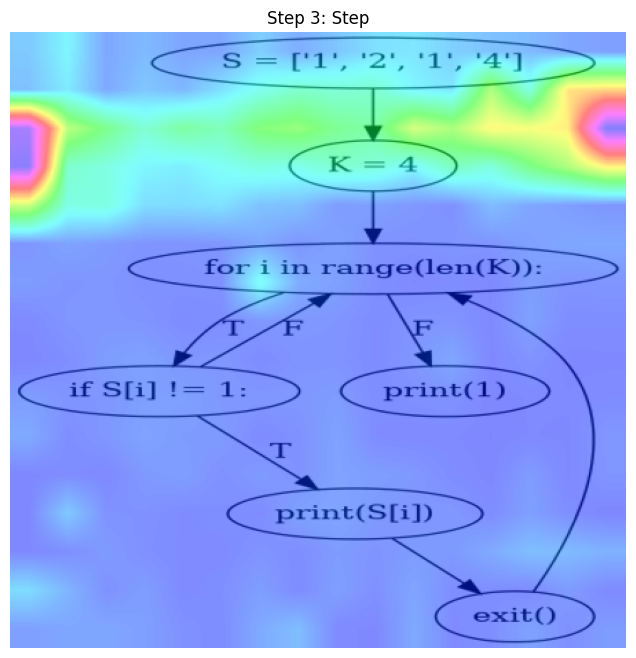 Step 3: Step
S = ['1', '2', '1', '4']
K = 4
for i in range(len(K)):
T
F
F
if S[i] != 1:
print(1)
T
print(S[i])
exit()